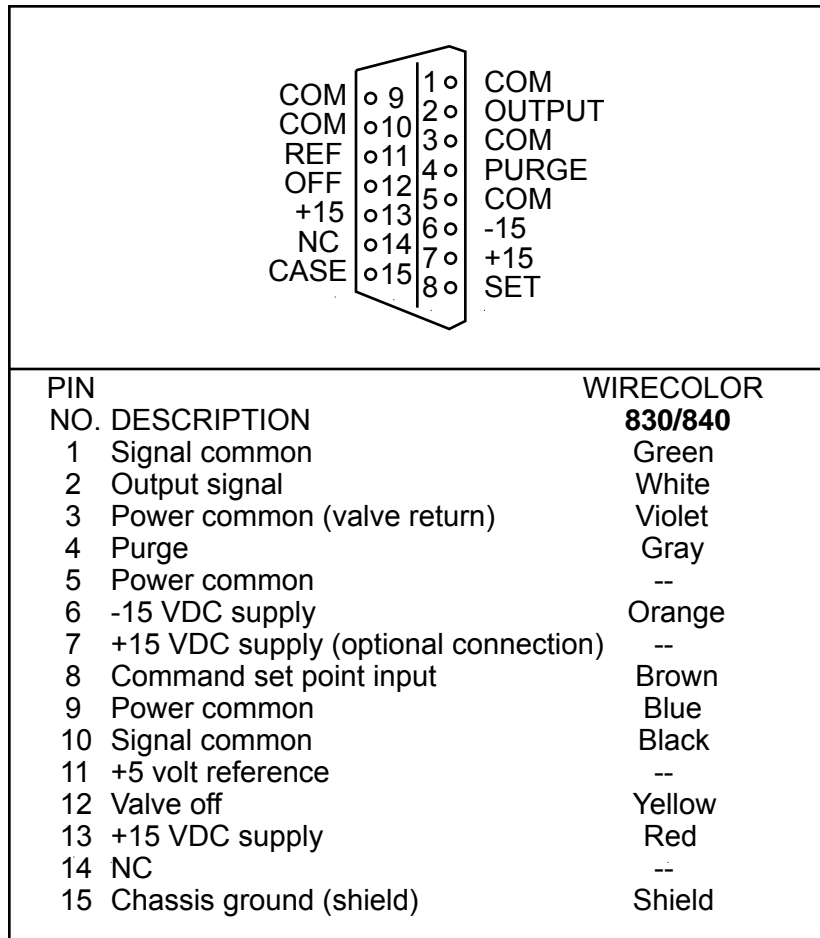 COM 9 1 COM
COM 10 2 OUTPUT
REF 11 3 COM
OFF 12 4 PURGE
+15 13 5 COM
NC 14 6 -15
CASE 15 7 +15
8 SET
PIN WIRECOLOR
NO. DESCRIPTION 830/840
1 Signal common Green
2 Output signal White
3 Power common (valve return) Violet
4 Purge Gray
5 Power common --
6 -15 VDC supply Orange
7 +15 VDC supply (optional connection) --
8 Command set point input Brown
9 Power common Blue
10 Signal common Black
11 +5 volt reference --
12 Valve off Yellow
13 +15 VDC supply Red
14 NC --
15 Chassis ground (shield) Shield